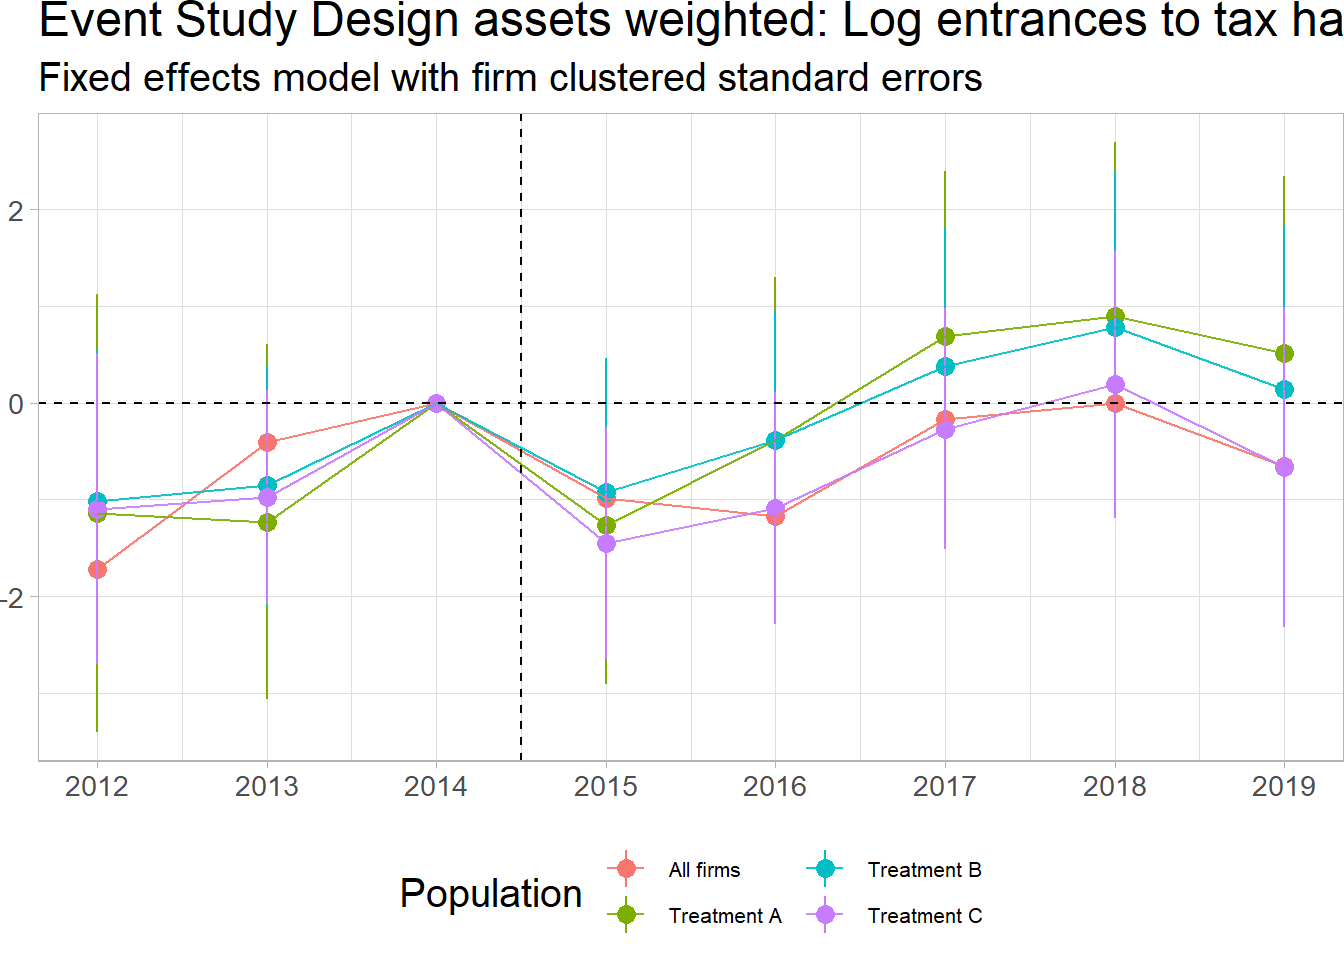 Event Study Design assets weighted: Log entrances to tax ha
Fixed effects model with firm clustered standard errors
2
0
-2
2012 2013 2014 2015 2016 2017 2018 2019
Population
All firms
Treatment A
Treatment B
Treatment C